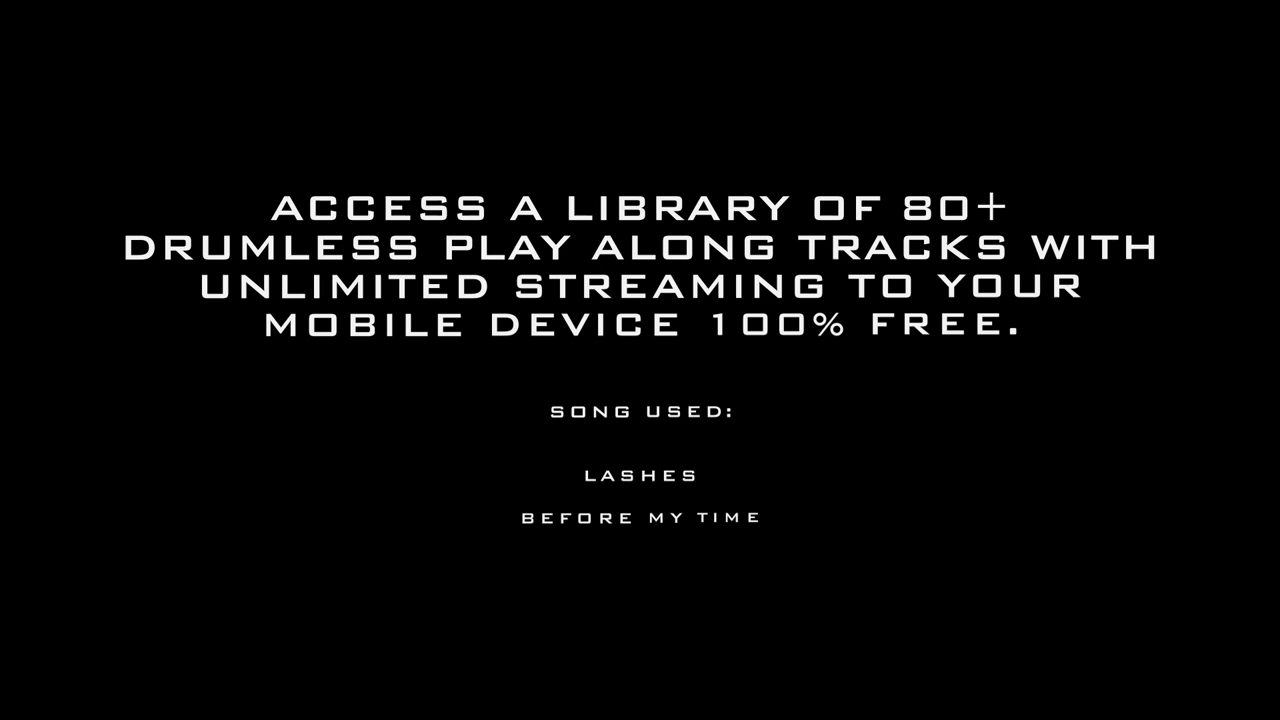 ACCESS A LIBRARY OF 80+
DRUMLESS PLAY ALONG TRACKS WITH
UNLIMITED STREAMING TO YOUR
MOBILE DEVICE 100% FREE.
SONG USED:
LASHES
BEFORE MY TIME